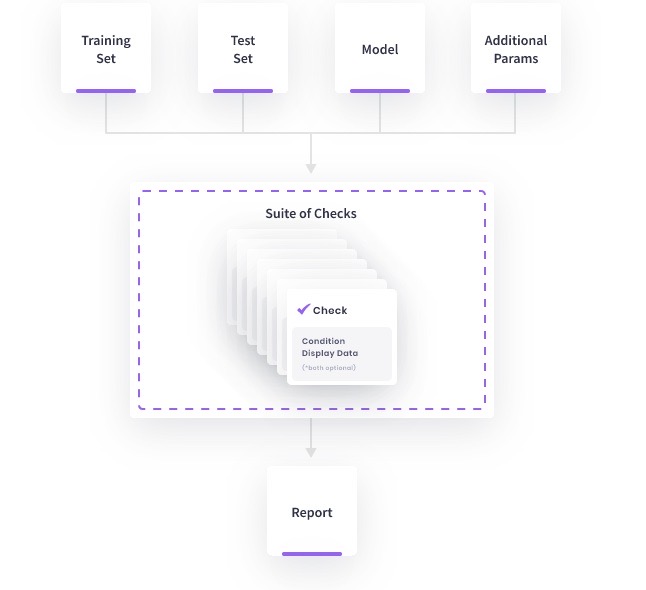 Training
Set
Test
Set
Model
Additional
Params
Suite of Checks
Check
Condition
Display Data
(*both optional)
Report